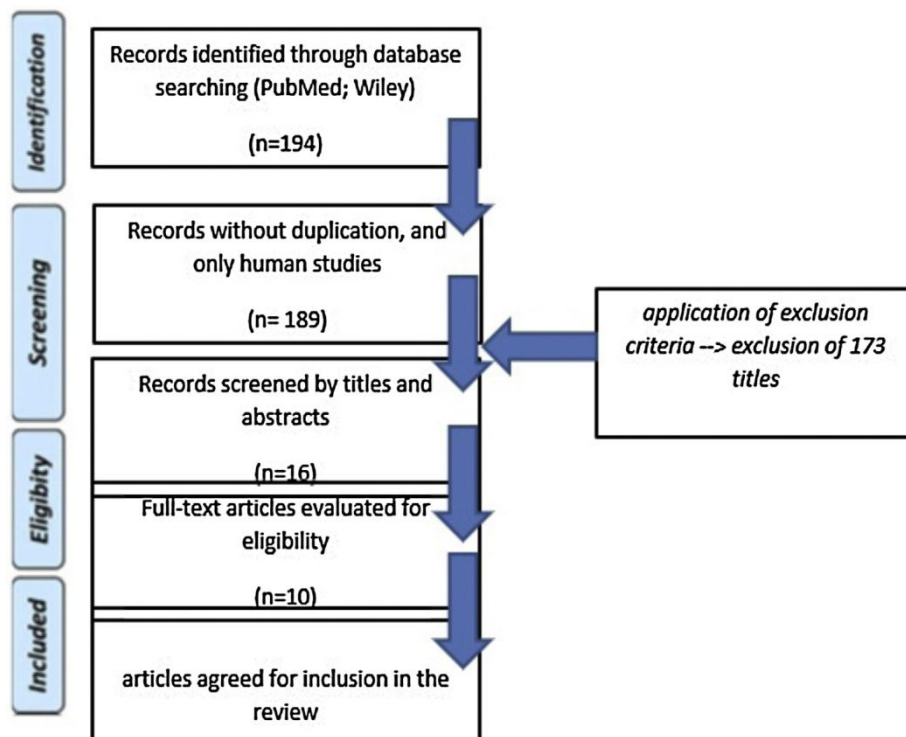 Identification
Records identified through database
searching (PubMed; Wiley)
(n=194)
Screening
Records without duplication, and
only human studies
(n= 189)
application of exclusion
criteria --> exclusion of 173
titles
Records screened by titles and
abstracts
(n=16)
Eligibity
Full-text articles evaluated for
eligibility
(n=10)
Included
articles agreed for inclusion in the
review